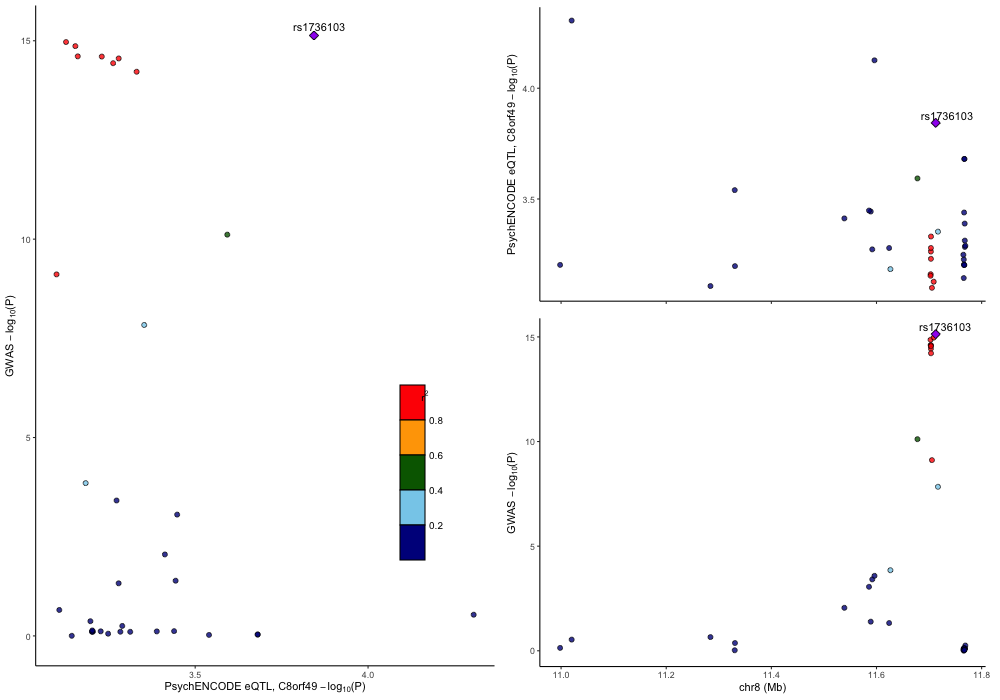 rs1736103
15
10
5
0
GWAS − log10(P)
3.5
4.0
PsychENCODE eQTL, C8orf49 − log10(P)
r2
0.8
0.6
0.4
0.2
rs1736103
4.0
3.5
PsychENCODE eQTL, C8orf49 − log10(P)
rs1736103
15
10
5
0
GWAS − log10(P)
11.0
11.2
11.4
11.6
11.8
chr8 (Mb)